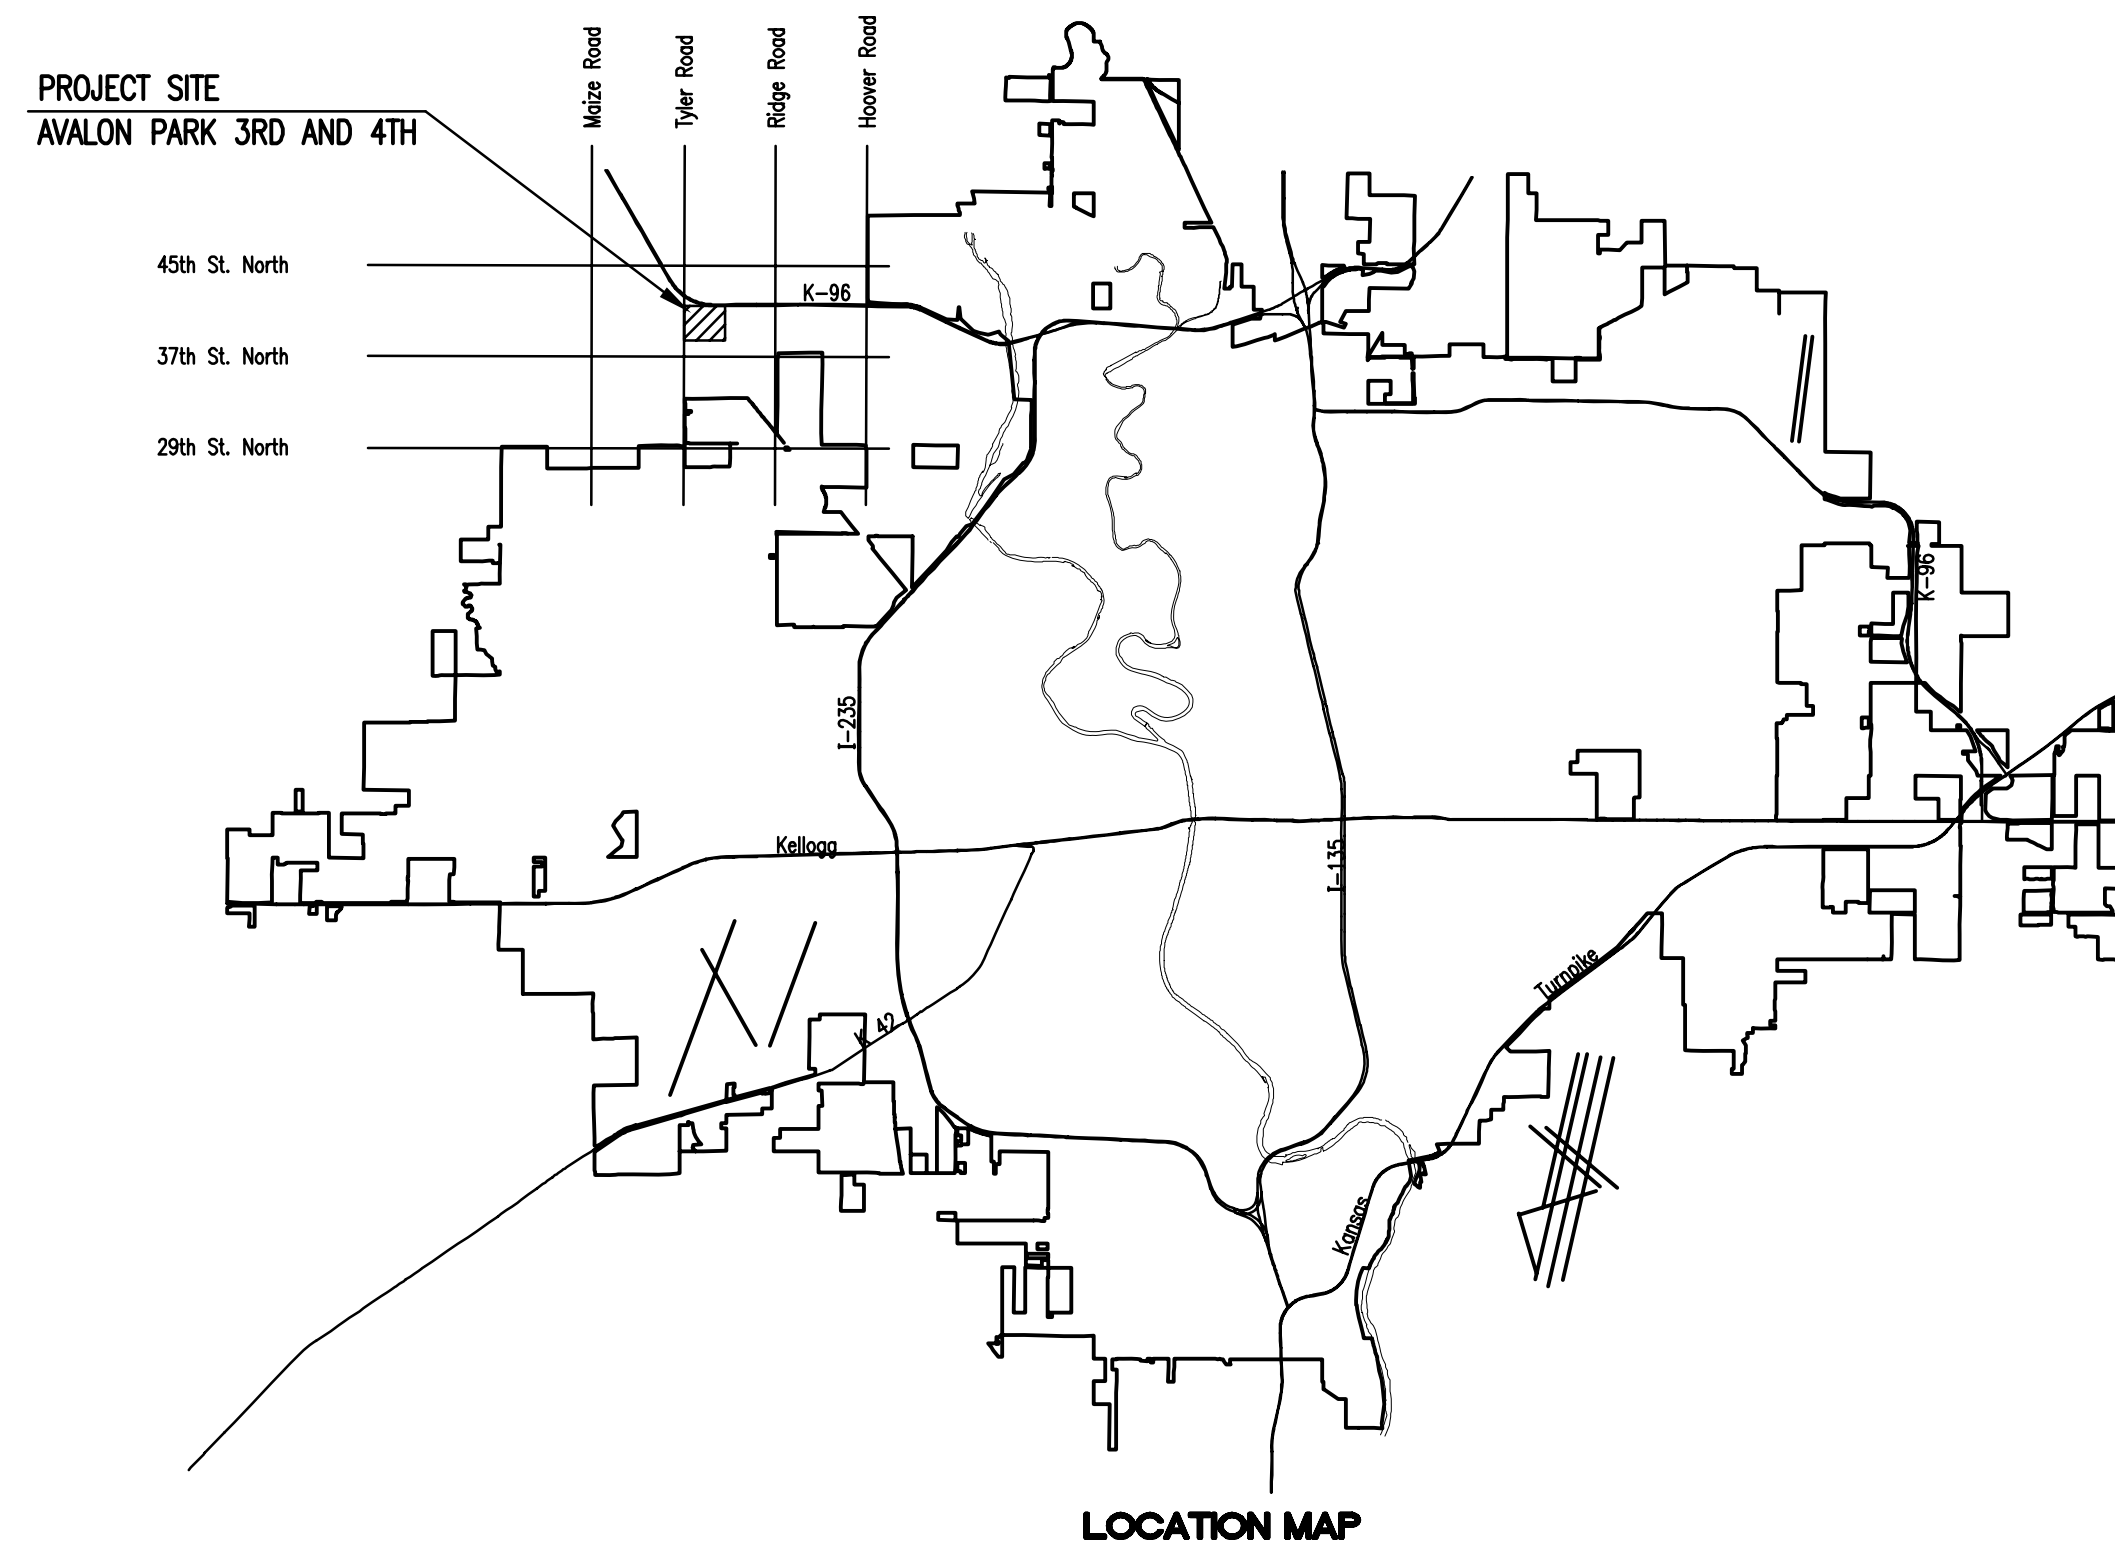 Maize Road
Tyler Road
Ridge Road
Hoover Road
PROJECT SITE
AVALON PARK 3RD AND 4TH
45th St. North
K-96
37th St. North
29th St. North
K-96
I-235
Kellogg
I-135
Turnpike
K 42
Kansas
LOCATION MAP